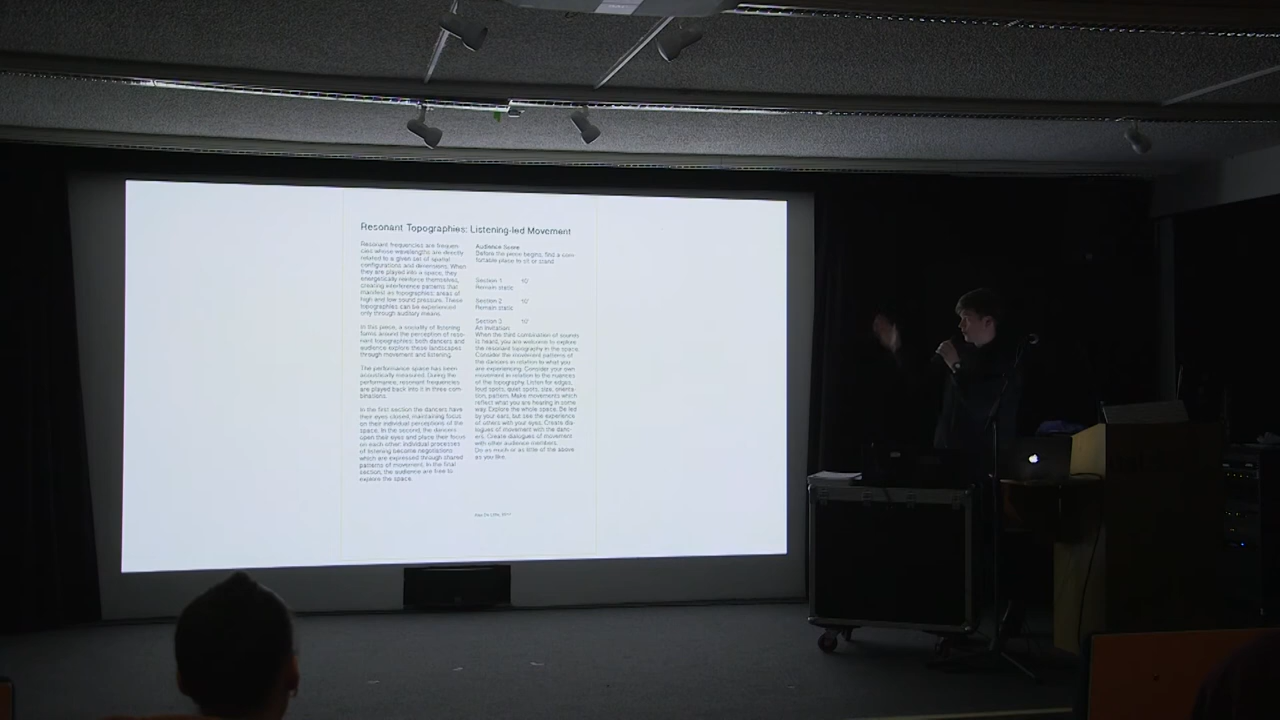 Resonant Topographies: Listening-led Movement
Resonant frequencies are frequen-
cies whose wavelengths are directly
related to a given set of spatial
configurations and dimensions. When
they are played into a space, they
energetically reinforce themselves,
creating interference patterns that
manifest as topographies: areas of
high and low sound pressure. These
topographies can be experienced
only through auditory means.
In this piece, a sociality of listening
forms around the perception of reso-
nant topographies; both dancers and
audience explore these landscapes
through movement and listening.
The performance space has been
acoustically measured. During the
performance, resonant frequencies
are played back into it in three com-
binations.
In the first section the dancers have
their eyes closed, maintaining focus
on their individual perceptions of the
space. In the second, the dancers
open their eyes and place their focus
on each other; individual processes
of listening become negotiations
which are expressed through shared
patterns of movement. In the final
section, the audience are free to
explore the space.
Audience Score
Before the piece begins, find a com-
fortable place to sit or stand
Section 1 10'
Remain static
Section 2 10'
Remain static
Section 3 10'
An Invitation
When the third combination of sounds
is heard, you are welcome to explore
the resonant topography in the space.
Consider the movement patterns of
the dancers in relation to what you
are experiencing. Consider your own
movement in relation to the nuances
of the topography. Listen for edges,
loud spots, quiet spots, size, orienta-
tion, pattern. Make movements which
reflect what you are hearing in some
way. Explore the whole space. Be led
by your ears, but see the experience
of others with your eyes. Create dia-
logues of movement with the danc-
ers. Create dialogues of movement
with other audience members.
Do as much or as little of the above
as you like.